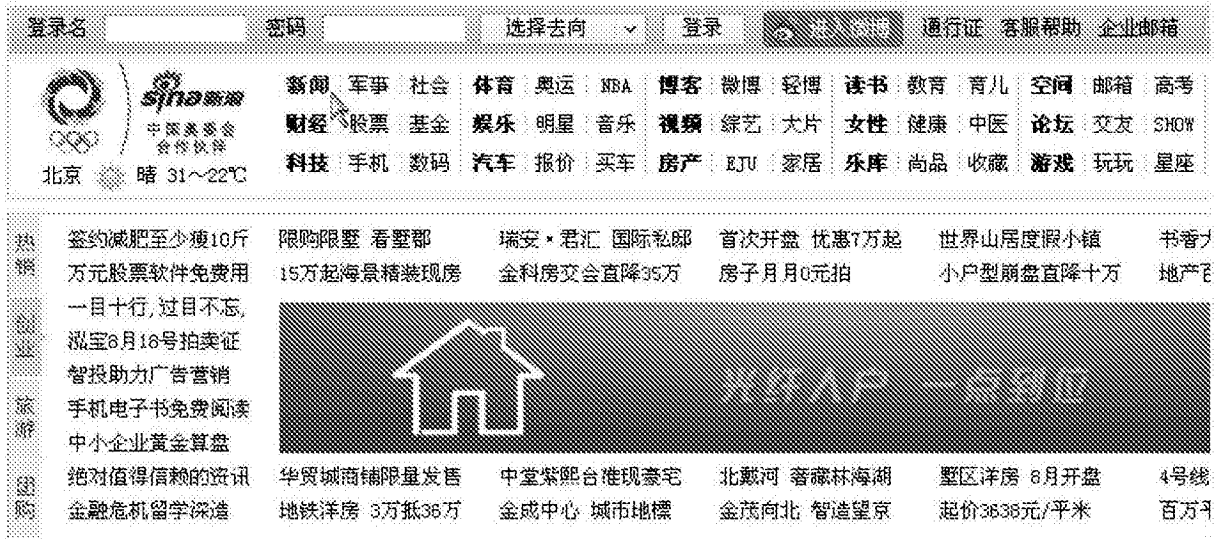 登录名 密码 选择去向 登录 通行证 客服帮助 企业邮箱
sina新浪
中国奥委会
合作伙伴
北京 晴 31~22℃
新闻 军事 社会 体育 奥运 NBA 博客 微博 轻博 读书 教育 育儿 空间 邮箱 高考
财经 股票 基金 娱乐 明星 音乐 视频 综艺 大片 女性 健康 中医 论坛 交友 SHOW
科技 手机 数码 汽车 报价 买车 房产 EJU 家居 乐库 尚品 收藏 游戏 玩玩 星座
热销
创业
旅游
团购
签约减肥至少瘦10斤 限购限墅 看墅郡 瑞安·君汇 国际私邸 首次开盘 优惠7万起 世界山居度假小镇 书香
万元股票软件免费用 15万起海景精装现房 金科房交会直降35万 房子月月0元拍 小户型崩盘直降十万 地产
一目十行,过目不忘,
泓宝8月18号拍卖征
智投助力广告营销
手机电子书免费阅读
中小企业黄金算盘
绝对值得信赖的资讯 华贸城商铺限量发售 中堂紫熙台准现豪宅 北戴河 奢藏林海湖 墅区洋房 8月开盘 4号线
金融危机留学深造 地铁洋房 3万抵36万 金成中心 城市地標 金茂向北 智造望京 起价3638元/平米 百万